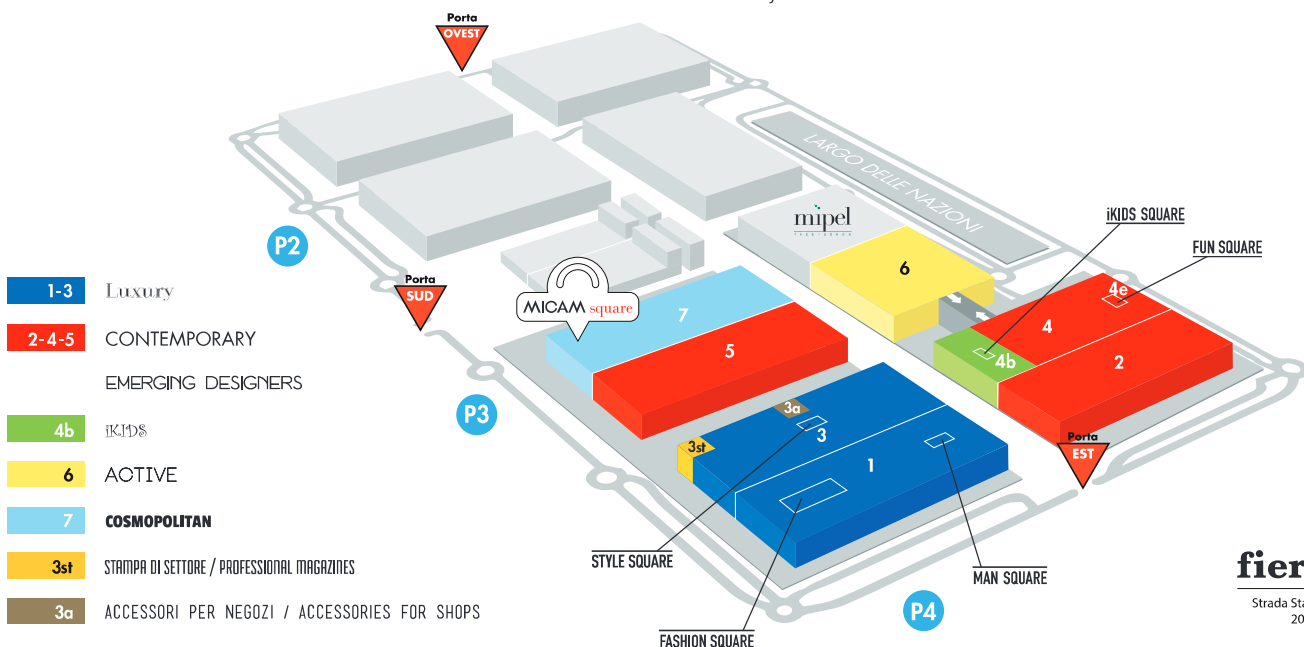 Porta
OVEST
LARGO DELLE NAZIONI
mipel
iKIDS SQUARE
FUN SQUARE
P2
6
4e
Porta
SUD
MICAM square
7
4
5
4b
2
1-3 Luxury
2-4-5 CONTEMPORARY
EMERGING DESIGNERS
4b iKIDS
6 ACTIVE
7 COSMOPOLITAN
3st STAMPA DI SETTORE / PROFESSIONAL MAGAZINES
3a ACCESSORI PER NEGOZI / ACCESSORIES FOR SHOPS
P3
3a
3
3st
1
Porta
EST
STYLE SQUARE
MAN SQUARE
P4
FASHION SQUARE
fier
Strada Sta
20